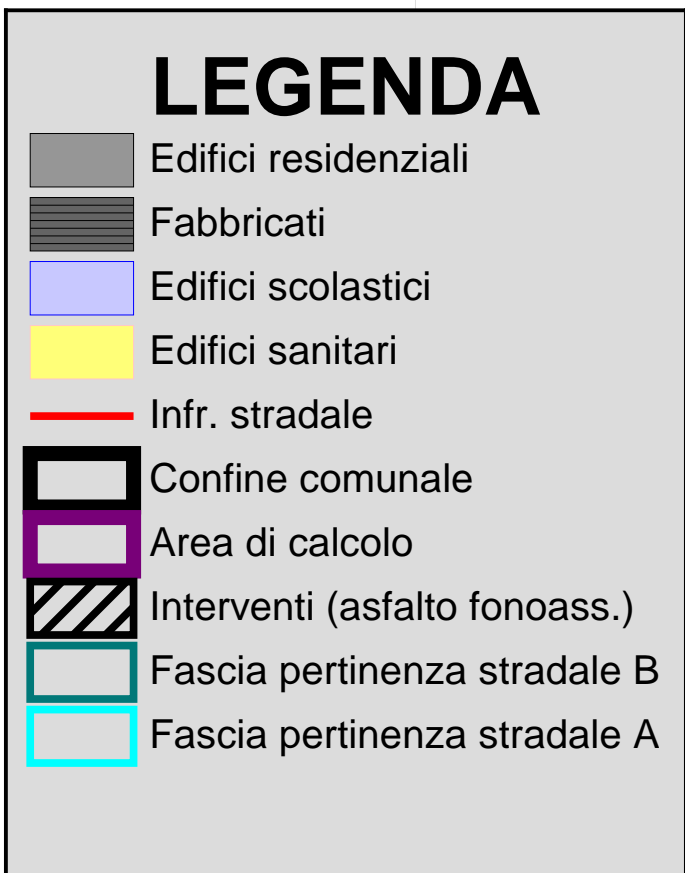 LEGENDA
Edifici residenziali
Fabbricati
Edifici scolastici
Edifici sanitari
Infr. stradale
Confine comunale
Area di calcolo
Interventi (asfalto fonoass.)
Fascia pertinenza stradale B
Fascia pertinenza stradale A